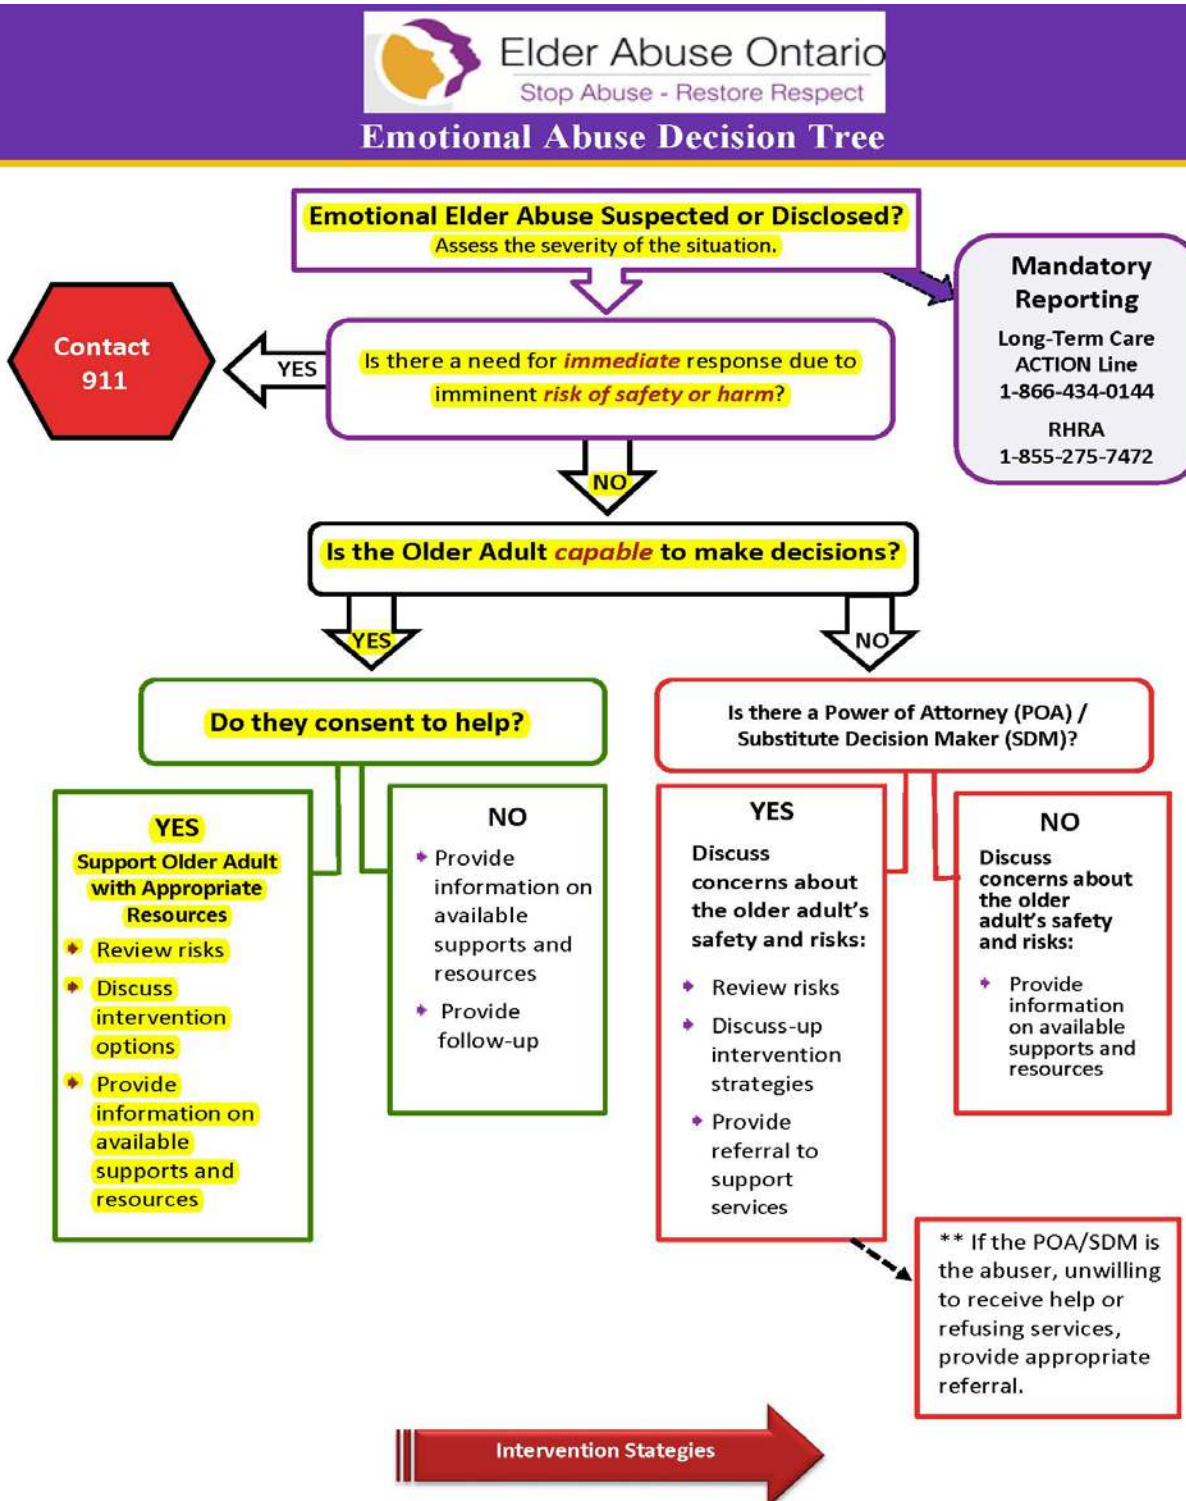 Elder Abuse Ontario
Stop Abuse - Restore Respect
Emotional Abuse Decision Tree
Emotional Elder Abuse Suspected or Disclosed?
Assess the severity of the situation.
Mandatory
Reporting
Long-Term Care
ACTION Line
1-866-434-0144
RHRA
1-855-275-7472
Contact
911
YES
Is there a need for immediate response due to
imminent risk of safety or harm?
NO
Is the Older Adult capable to make decisions?
YES
NO
Do they consent to help?
Is there a Power of Attorney (POA) /
Substitute Decision Maker (SDM)?
YES
Support Older Adult
with Appropriate
Resources
Review risks
Discuss
intervention
options
Provide
information on
available
supports and
resources
NO
Provide
information on
available
supports and
resources
Provide
follow-up
YES
Discuss
concerns about
the older adult's
safety and risks:
Review risks
Discuss-up
intervention
strategies
Provide
referral to
support
services
NO
Discuss
concerns about
the older
adult's safety
and risks:
Provide
information
on available
supports and
resources
** If the POA/SDM is
the abuser, unwilling
to receive help or
refusing services,
provide appropriate
referral.
Intervention Stategies